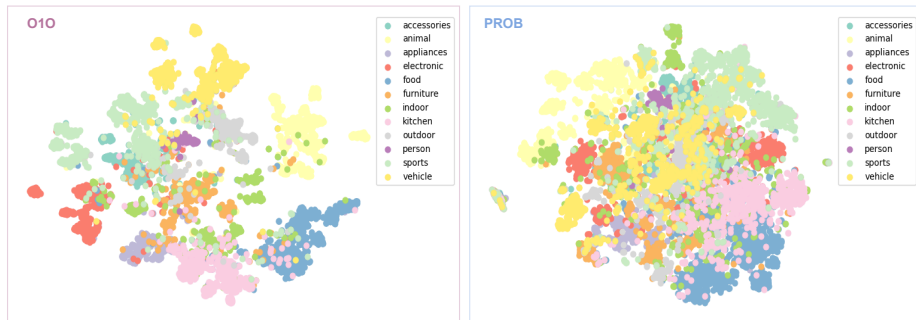 O1O
accessories
animal
appliances
electronic
food
furniture
indoor
kitchen
outdoor
person
sports
vehicle
PROB
accessories
animal
appliances
electronic
food
furniture
indoor
kitchen
outdoor
person
sports
vehicle